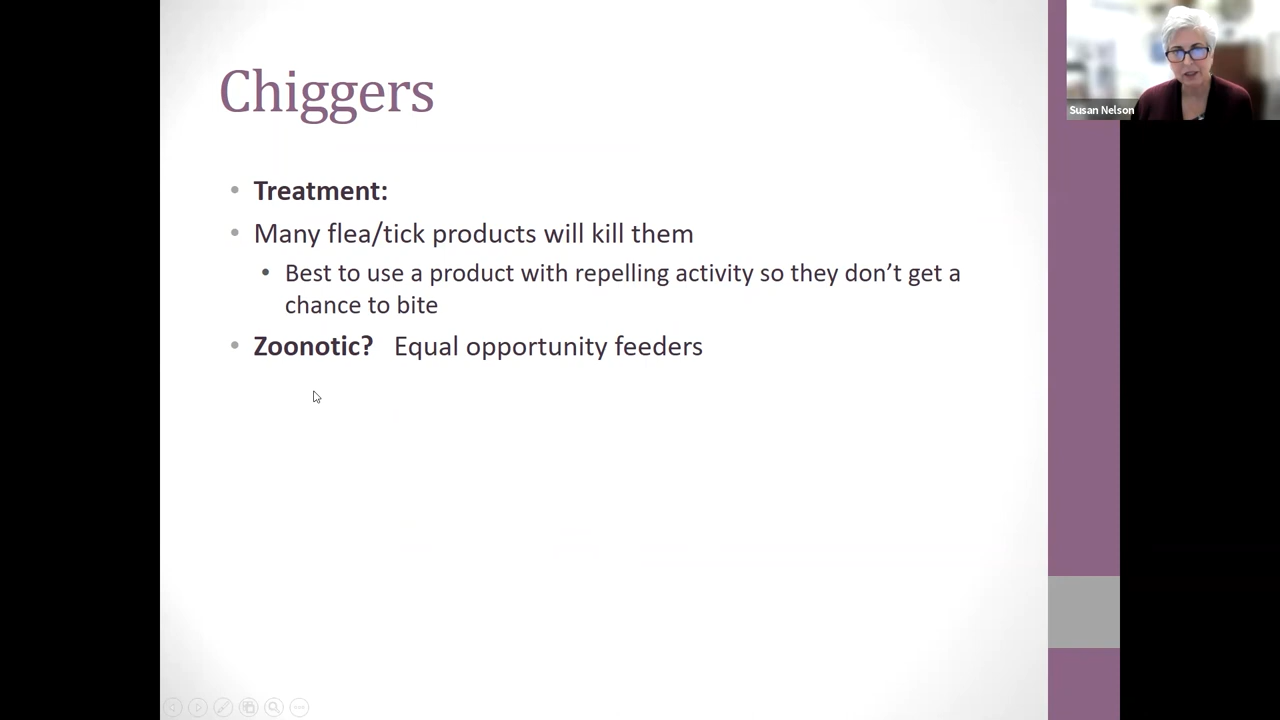 Chiggers
Treatment:
Many flea/tick products will kill them
Best to use a product with repelling activity so they don’t get a
chance to bite
Zoonotic? Equal opportunity feeders
Susan Nelson